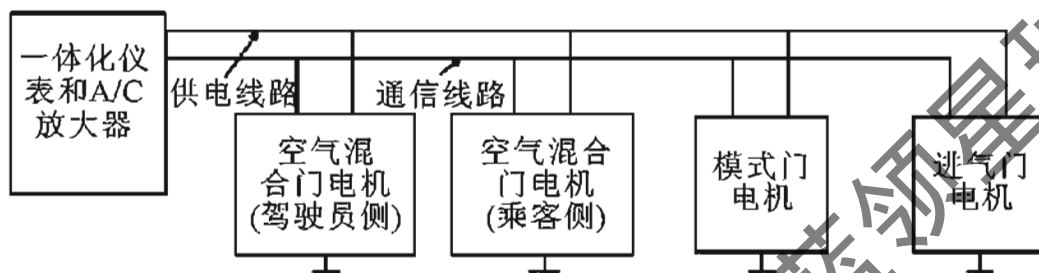 一体化仪
表和A/C
放大器
供电线路
通信线路
空气混
合门电机
(驾驶员侧)
空气混合
门电机
(乘客侧)
模式门
电机
进气门
电机
领星